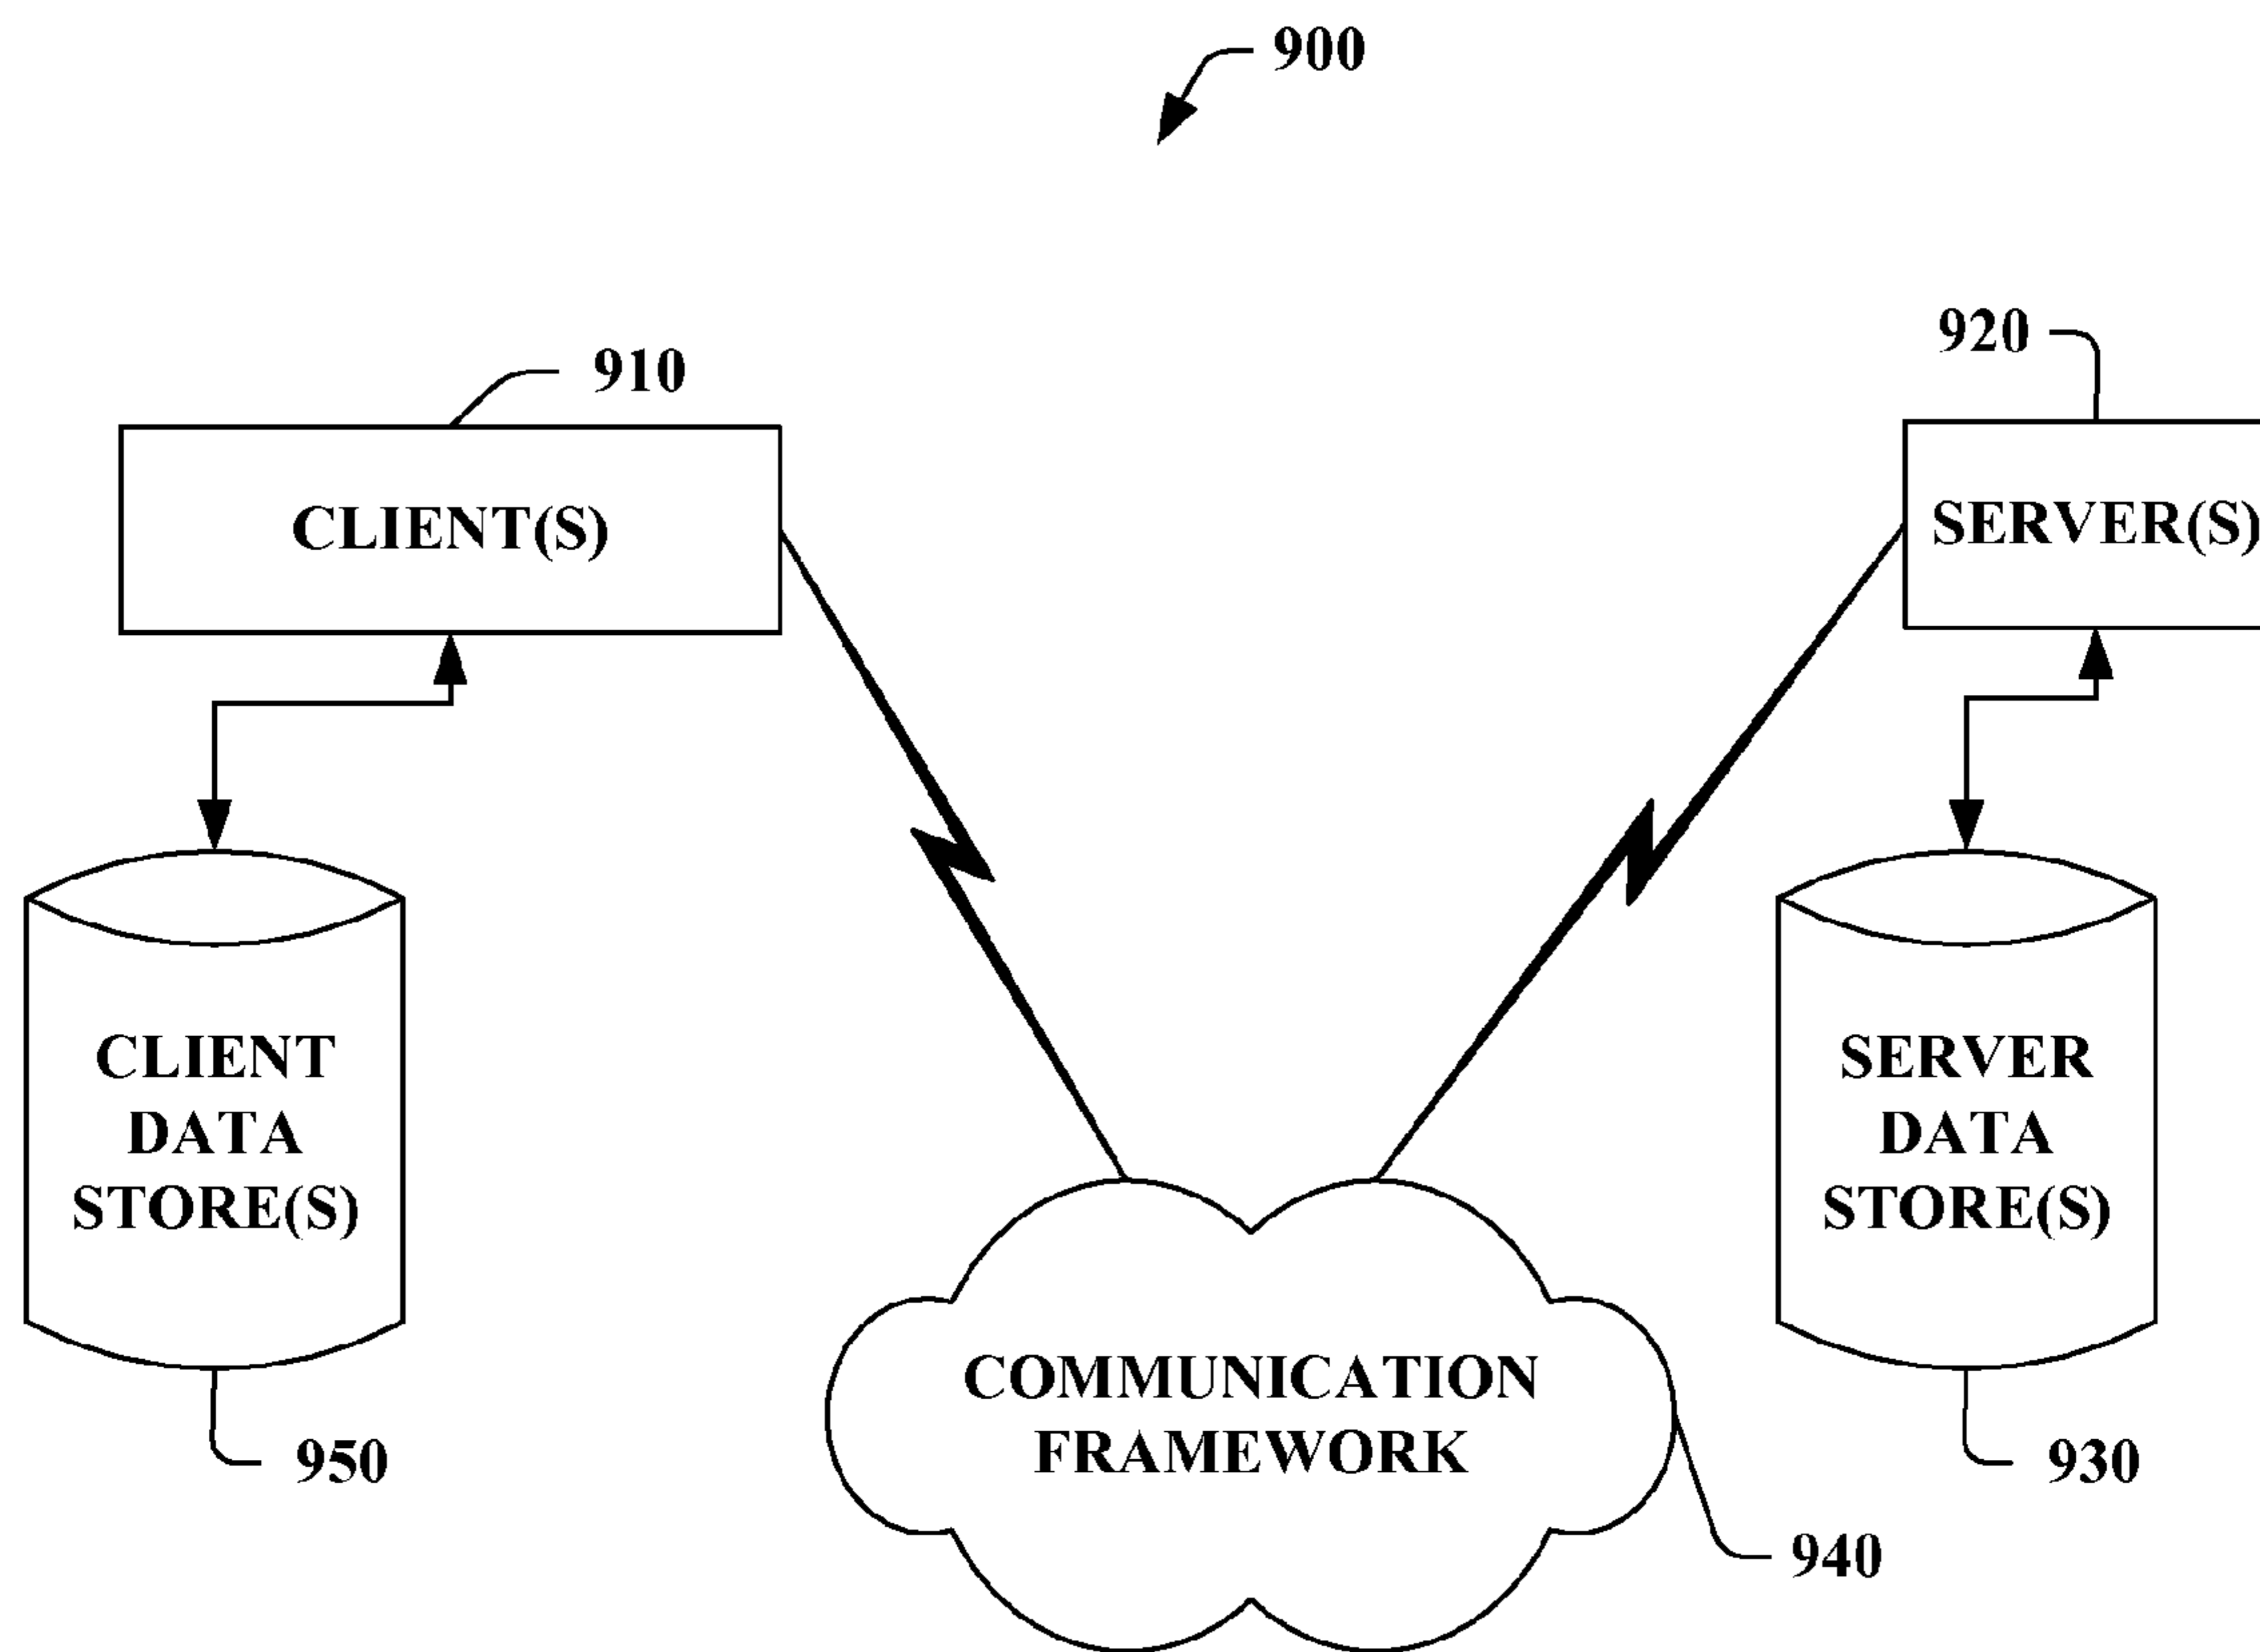 900
910
920
CLIENT(S)
SERVER(S)
CLIENT
DATA
STORE(S)
SERVER
DATA
STORE(S)
COMMUNICATION
FRAMEWORK
950
930
940